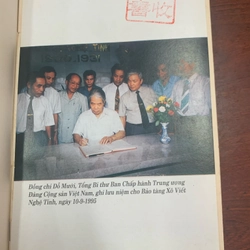 Đồng chí Đỗ Mười, Tổng Bí thư Ban Chấp hành Trung ương
Đảng Cộng sản Việt Nam, ghi lưu niệm cho Bảo tàng Xô Viết
Nghệ Tĩnh, ngày 10-9-1995